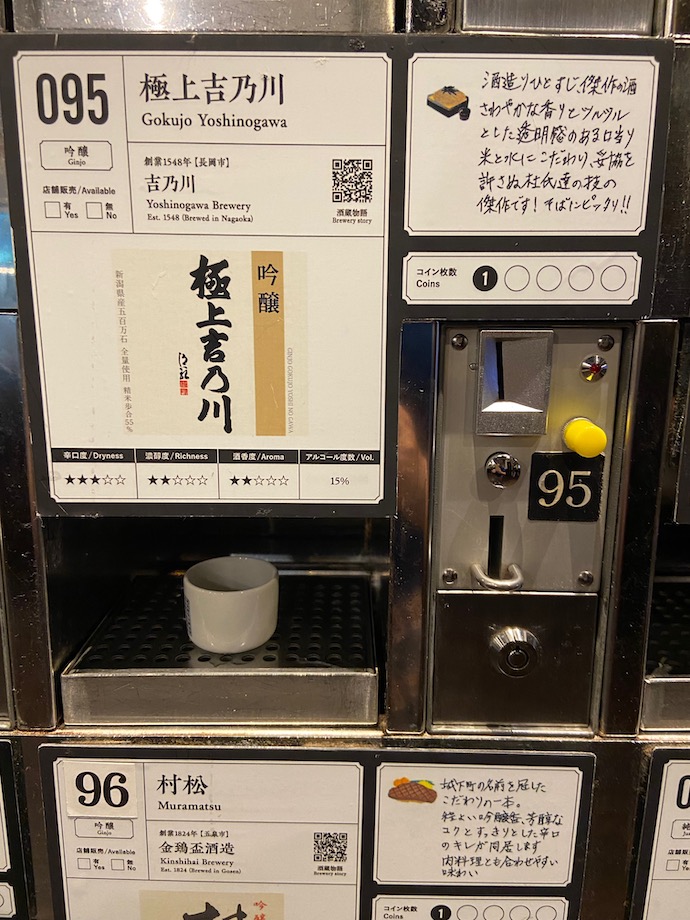 095
極上吉乃川
Gokujo Yoshinogawa
吟醸
Ginjo
店舗販売/Available
有
Yes
無
No
創業1548年【長岡市】
吉乃川
Yoshinogawa Brewery
Est. 1548 (Brewed in Nagaoka)
酒蔵物語
Brewery story
新潟県産五百万石 全量使用 精米歩合55%
極上吉乃川
吟醸
GINJO GOKUJO YOSHI NO GAWA
辛口度/Dryness
濃醇度/Richness
酒香度/Aroma
アルコール度数/Vol.
★★★☆☆
★★☆☆☆
★★☆☆☆
15%
酒造りひとすじ、傑作の酒
さわやかな香りとツルツル
とした透明感のある口当り
米と水にこだわり、妥協を
許さぬ杜氏達の技の
傑作です!そばにピッタリ!!
コイン枚数
Coins
1
95
96
村松
Muramatsu
吟醸
Ginjo
店舗販売/Available
有
Yes
無
No
創業1824年【五泉市】
金鵄盃酒造
Kinshihai Brewery
Est. 1824 (Brewed in Gosen)
Brewery story
吟醸
城下町の名前を冠した
こだわりの一本。
程よい吟醸香、芳醇な
コクとすっきりとした辛口
のキレが同居します
肉料理とも合わせやすい
味わい
コイン枚数
Coins
1